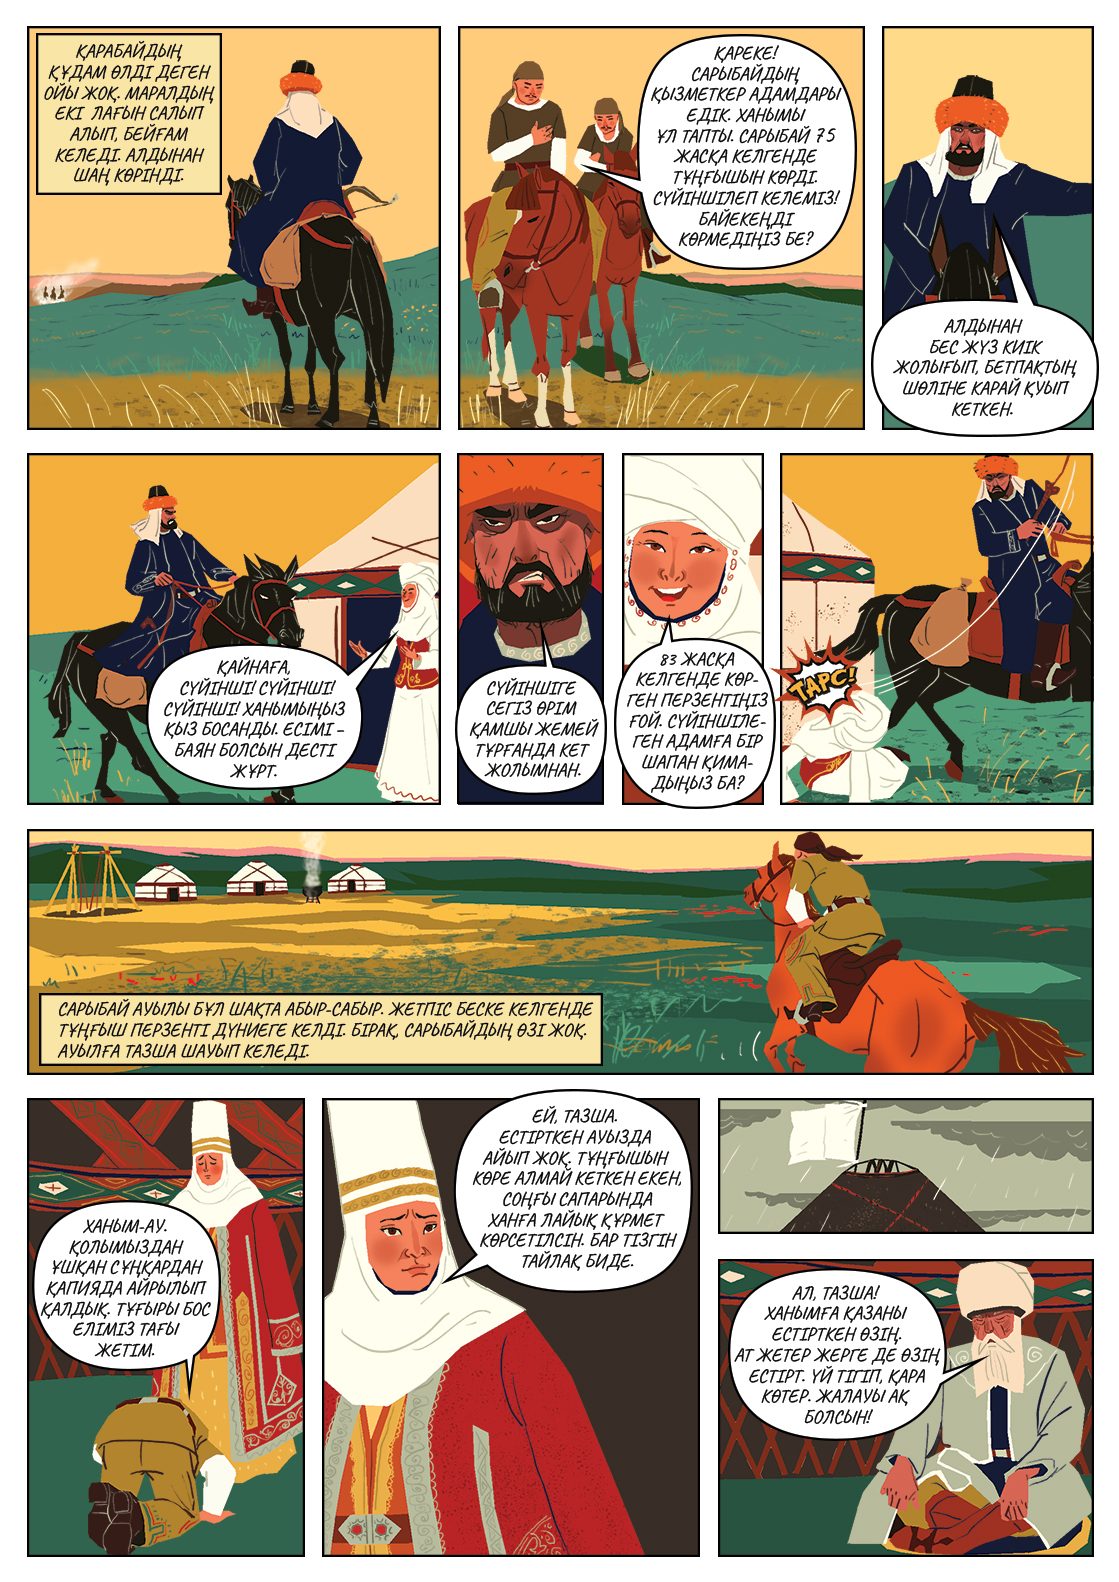 ҚАРАБАЙДЫҢ
ҚҰДАМ ӨЛДІ ДЕГЕН
ОЙЫ ЖОҚ. МАРАЛДЫҢ
ЕКІ ЛАҒЫН САЛЫП
АЛЫП, БЕЙҒАМ
КЕЛЕДІ. АЛДЫНАН
ШАҢ КӨРІНДІ.
ҚАРЕКЕ!
САРЫБАЙДЫҢ
ҚЫЗМЕТКЕР АДАМДАРЫ
ЕДІК. ХАНЫМЫ
ҰЛ ТАПТЫ. САРЫБАЙ 75
ЖАСҚА КЕЛГЕНДЕ
ТҰҢҒЫШЫН КӨРДІ.
СҮЙІНШІЛЕП КЕЛЕМІЗ!
БАЙЕКЕҢДІ
КӨРМЕДІҢІЗ БЕ?
АЛДЫНАН
БЕС ЖҮЗ КИІК
ЖОЛЫҒЫП, БЕТПАҚТЫҢ
ШӨЛІНЕ КАРАЙ ҚУЫП
КЕТКЕН.
ҚАЙНАҒА,
СҮЙІНШІ! СҮЙІНШІ!
СҮЙІНШІ! ХАНЫМЫҢЫЗ
ҚЫЗ БОСАНДЫ. ЕСІМІ –
БАЯН БОЛСЫН ДЕСТІ
ЖҰРТ.
СҮЙІНШІГЕ
СЕГІЗ ӨРІМ
ҚАМШЫ ЖЕМЕЙ
ТҰРҒАНДА КЕТ
ЖОЛЫМНАН.
83 ЖАСҚА
КЕЛГЕНДЕ КӨР-
ГЕН ПЕРЗЕНТІҢІЗ
ҒОЙ. СҮЙІНШІЛЕ-
ГЕН АДАМҒА БІР
ШАПАН ҚИМА-
ДЫҢЫЗ БА?
ТАРС!
САРЫБАЙ АУЫЛЫ БҰЛ ШАҚТА АБЫР-САБЫР. ЖЕТПІС БЕСКЕ КЕЛГЕНДЕ
ТҰҢҒЫШ ПЕРЗЕНТІ ДҮНИЕГЕ КЕЛДІ. БІРАҚ, САРЫБАЙДЫҢ ӨЗІ ЖОҚ.
АУЫЛҒА ТАЗША ШАУЫП КЕЛЕДІ.
ХАНЫМ-АУ.
ҚОЛЫМЫЗДАН
ҰШҚАН СҰҢҚАРДАН
ҚАПИЯДА АЙРЫЛЫП
ҚАЛДЫҚ. ТҰҒЫРЫ БОС
ЕЛІМІЗ ТАҒЫ
ЖЕТІМ.
ЕЙ, ТАЗША.
ЕСТІРТКЕН АУЫЗДА
АЙЫП ЖОҚ. ТҰҢҒЫШЫН
КӨРЕ АЛМАЙ КЕТКЕН ЕКЕН,
СОҢҒЫ САПАРЫНДА
ХАНҒА ЛАЙЫҚ ҚҰРМЕТ
КӨРСЕТІЛСІН. БАР ТІЗГІН
ТАЙЛАҚ БИДЕ.
АЛ, ТАЗША!
ХАНЫМҒА ҚАЗАНЫ
ЕСТІРТКЕН ӨЗІҢ.
АТ ЖЕТЕР ЖЕРГЕ ДЕ ӨЗІҢ
ЕСТІРТ. ҮЙ ТІГІП, ҚАРА
КӨТЕР. ЖАЛАУЫ АҚ
БОЛСЫН!